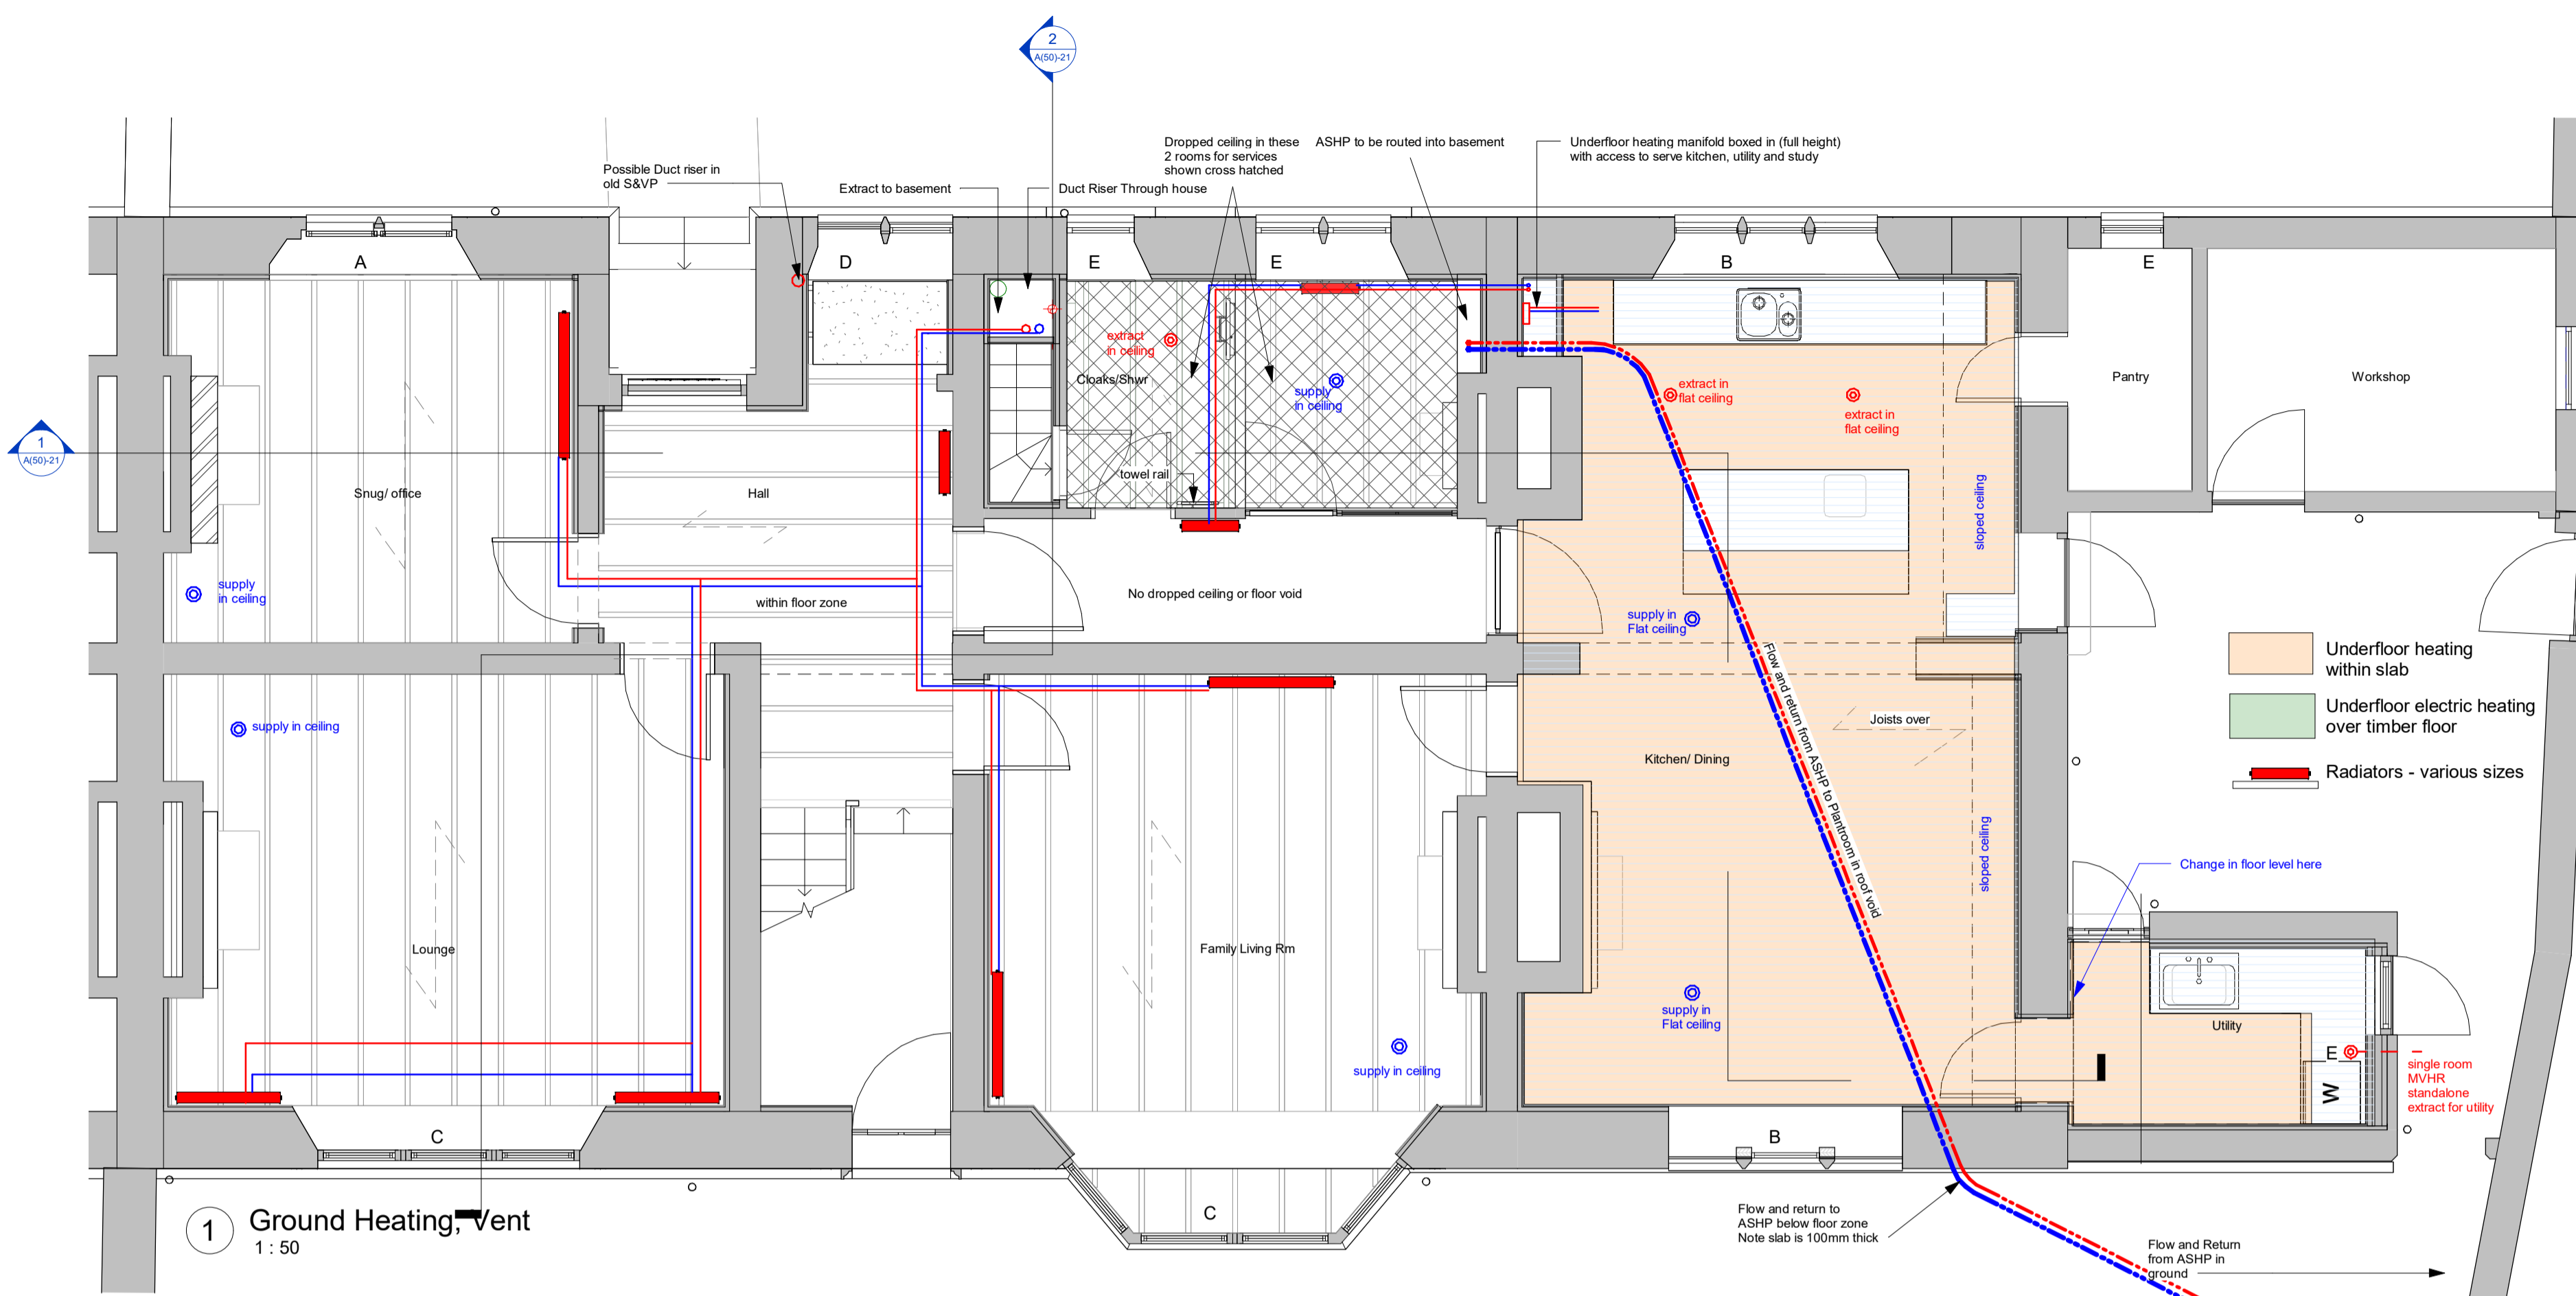 2
A(50)-21
Possible Duct riser in
old S&VP
Extract to basement
Duct Riser Through house
Dropped ceiling in these
2 rooms for services
shown cross hatched
ASHP to be routed into basement
Underfloor heating manifold boxed in (full height)
with access to serve kitchen, utility and study
A
D
E
E
B
E
extract
in ceiling
Cloaks/Shwr
supply
in ceiling
extract in
flat ceiling
extract in
flat ceiling
Pantry
Workshop
1
A(50)-21
Snug/ office
Hall
towel rail
sloped ceiling
supply
in ceiling
within floor zone
No dropped ceiling or floor void
supply in
Flat ceiling
Flow and return from ASHP to Plantroom in roof void
Underfloor heating
within slab
Underfloor electric heating
over timber floor
Radiators - various sizes
supply in ceiling
Joists over
Kitchen/ Dining
sloped ceiling
Change in floor level here
Lounge
Family Living Rm
supply in
Flat ceiling
supply in ceiling
Utility
E
W
single room
MVHR
standalone
extract for utility
C
B
C
1
Ground Heating, Vent
1 : 50
Flow and return to
ASHP below floor zone
Note slab is 100mm thick
Flow and Return
from ASHP in
ground